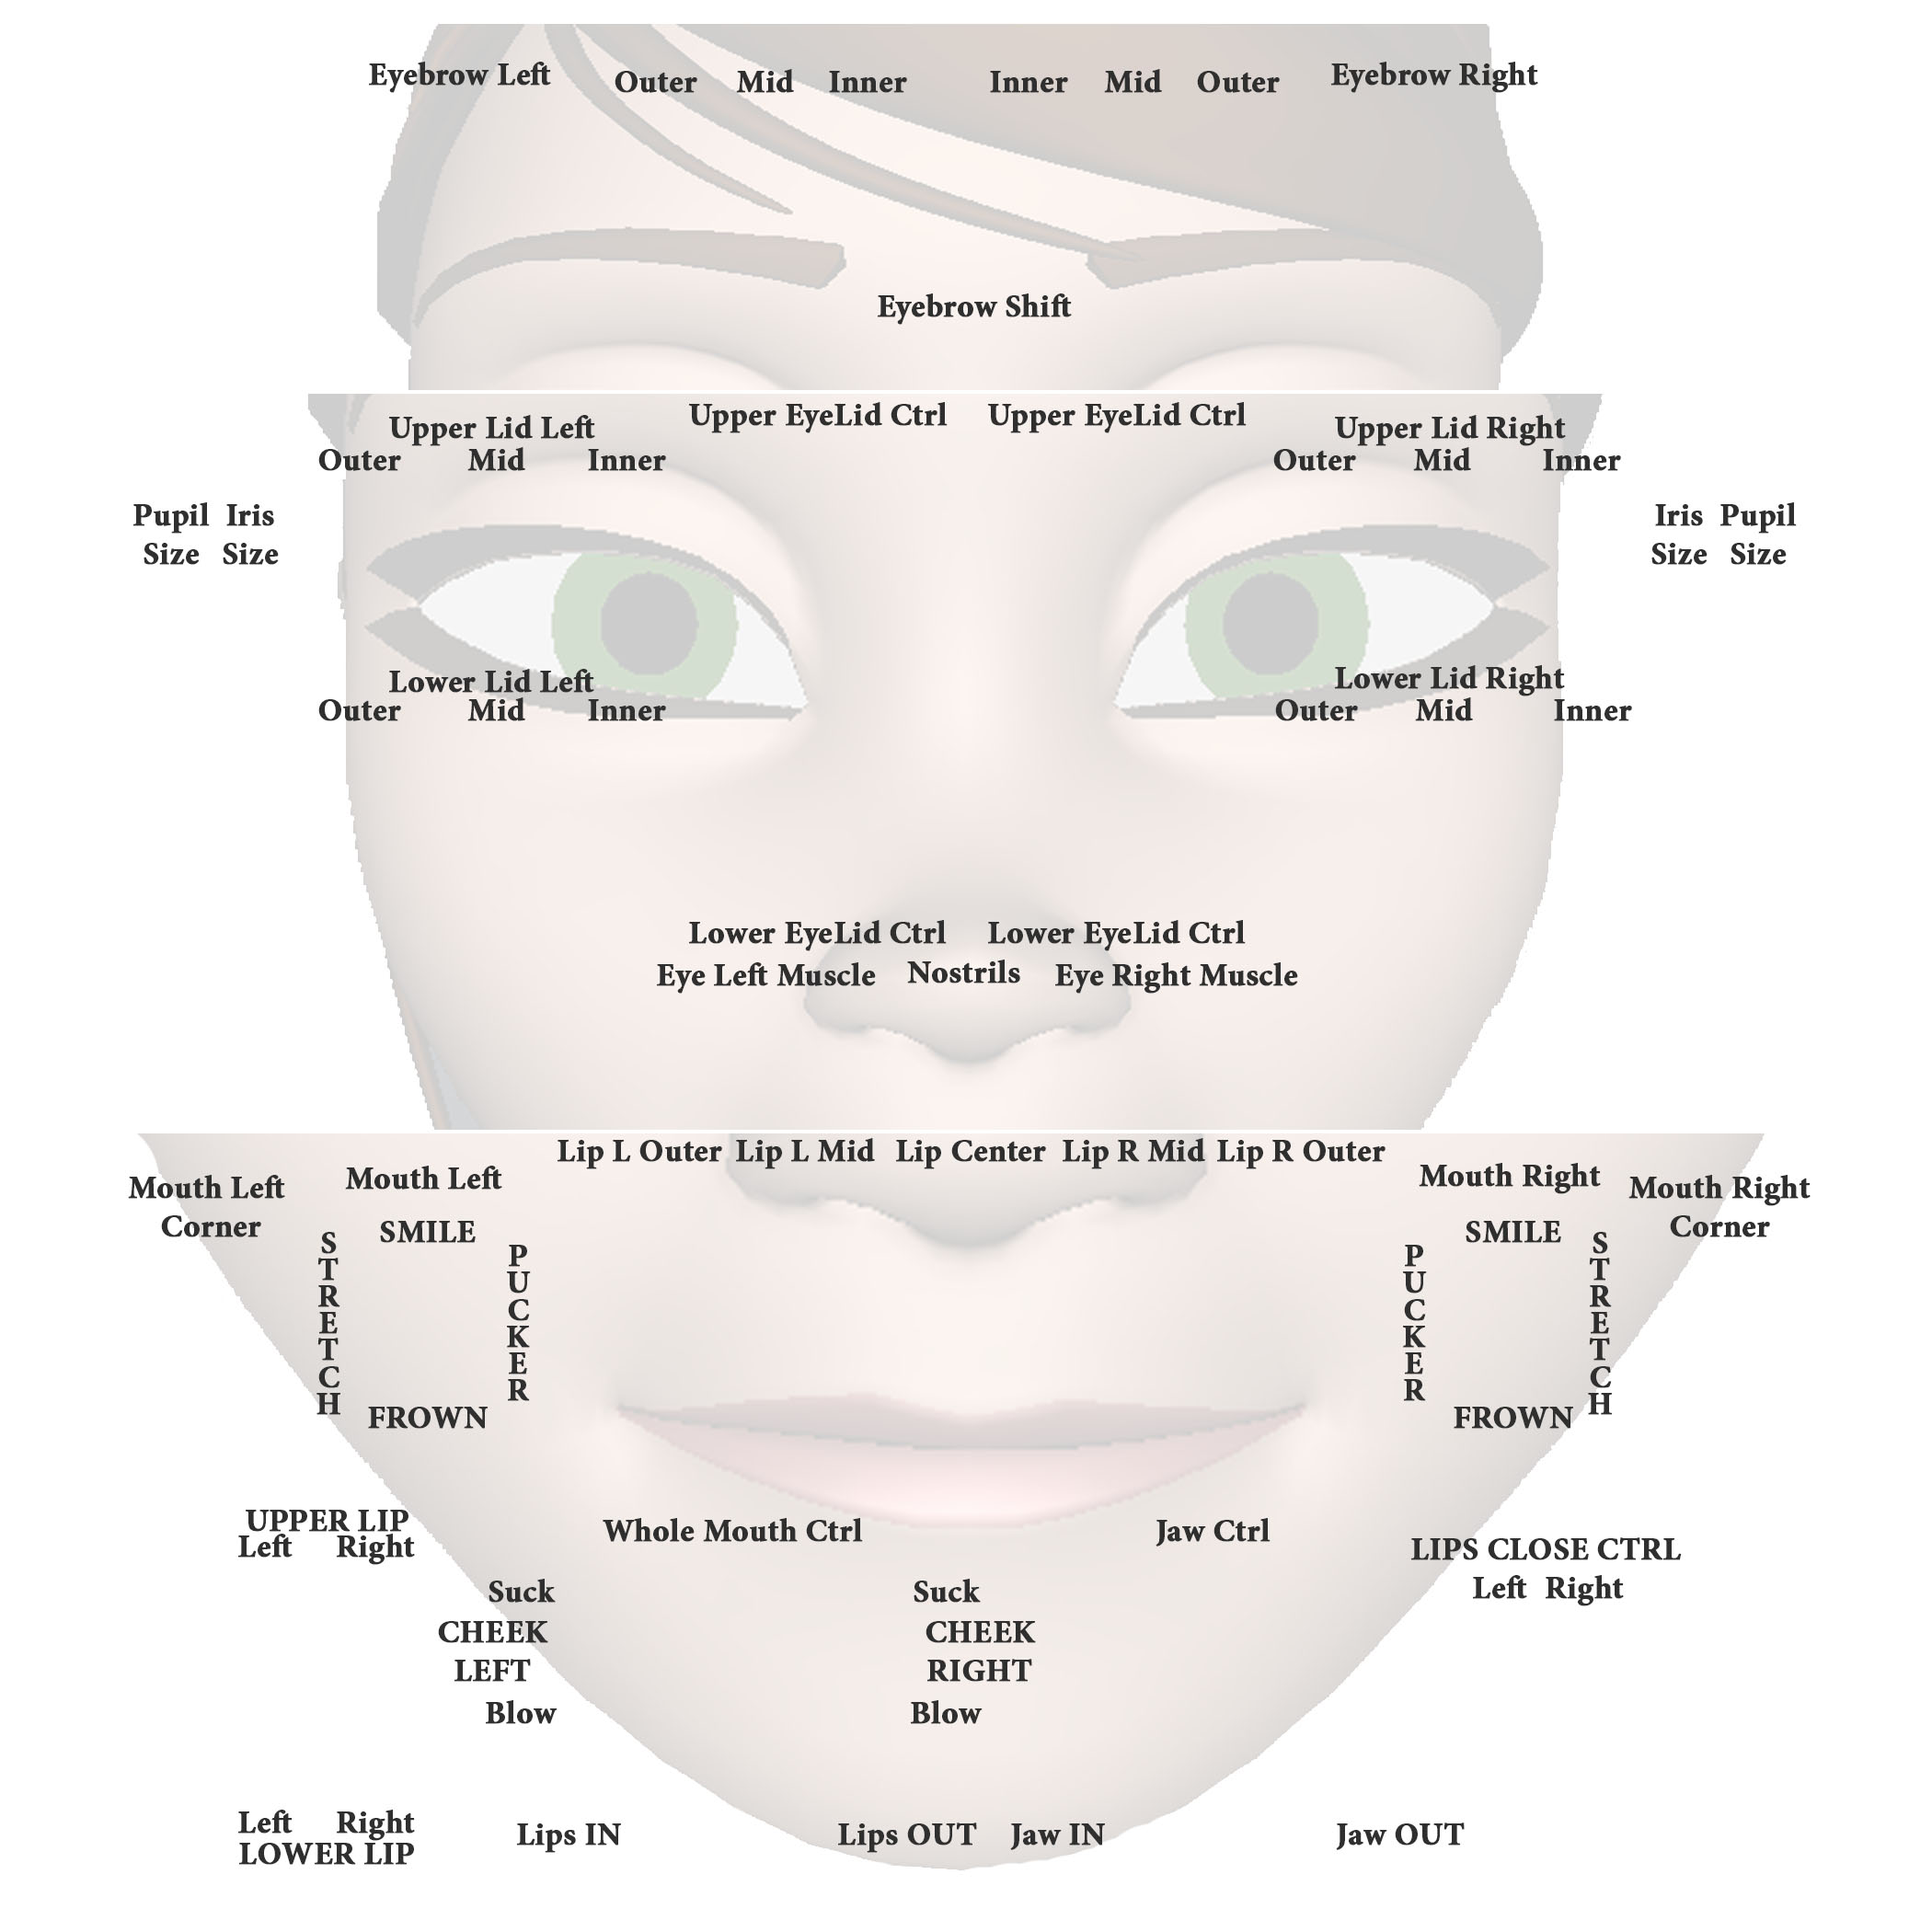 Eyebrow Left Outer Mid Inner Inner Mid Outer Eyebrow Right
Eyebrow Shift
Upper EyeLid Ctrl Upper EyeLid Ctrl
Upper Lid Left Upper Lid Right
Outer Mid Inner Outer Mid Inner
Pupil Iris Iris Pupil
Size Size Size Size
Lower Lid Left Lower Lid Right
Outer Mid Inner Outer Mid Inner
Lower EyeLid Ctrl Lower EyeLid Ctrl
Eye Left Muscle Nostrils Eye Right Muscle
Lip L Outer Lip L Mid Lip Center Lip R Mid Lip R Outer
Mouth Left Mouth Right
Mouth Left Corner
Mouth Right Corner
SMILE SMILE
STRETCH PUCKER PUCKER STRETCH
FROWN FROWN
UPPER LIP
Left Right
Whole Mouth Ctrl Jaw Ctrl
LIPS CLOSE CTRL
Left Right
Suck Suck
CHEEK CHEEK
LEFT RIGHT
Blow Blow
Left Right
LOWER LIP
Lips IN Lips OUT Jaw IN Jaw OUT